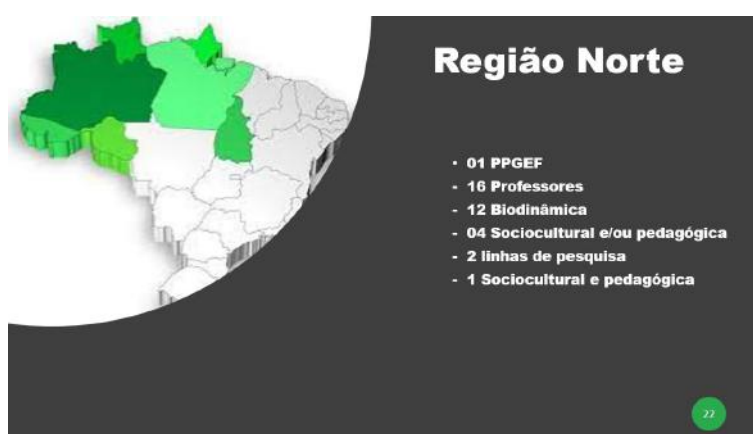 Região Norte
• 01 PPGEF
- 16 Professores
- 12 Biodinâmica
- 04 Sociocultural e/ou pedagógica
- 2 linhas de pesquisa
- 1 Sociocultural e pedagógica
22